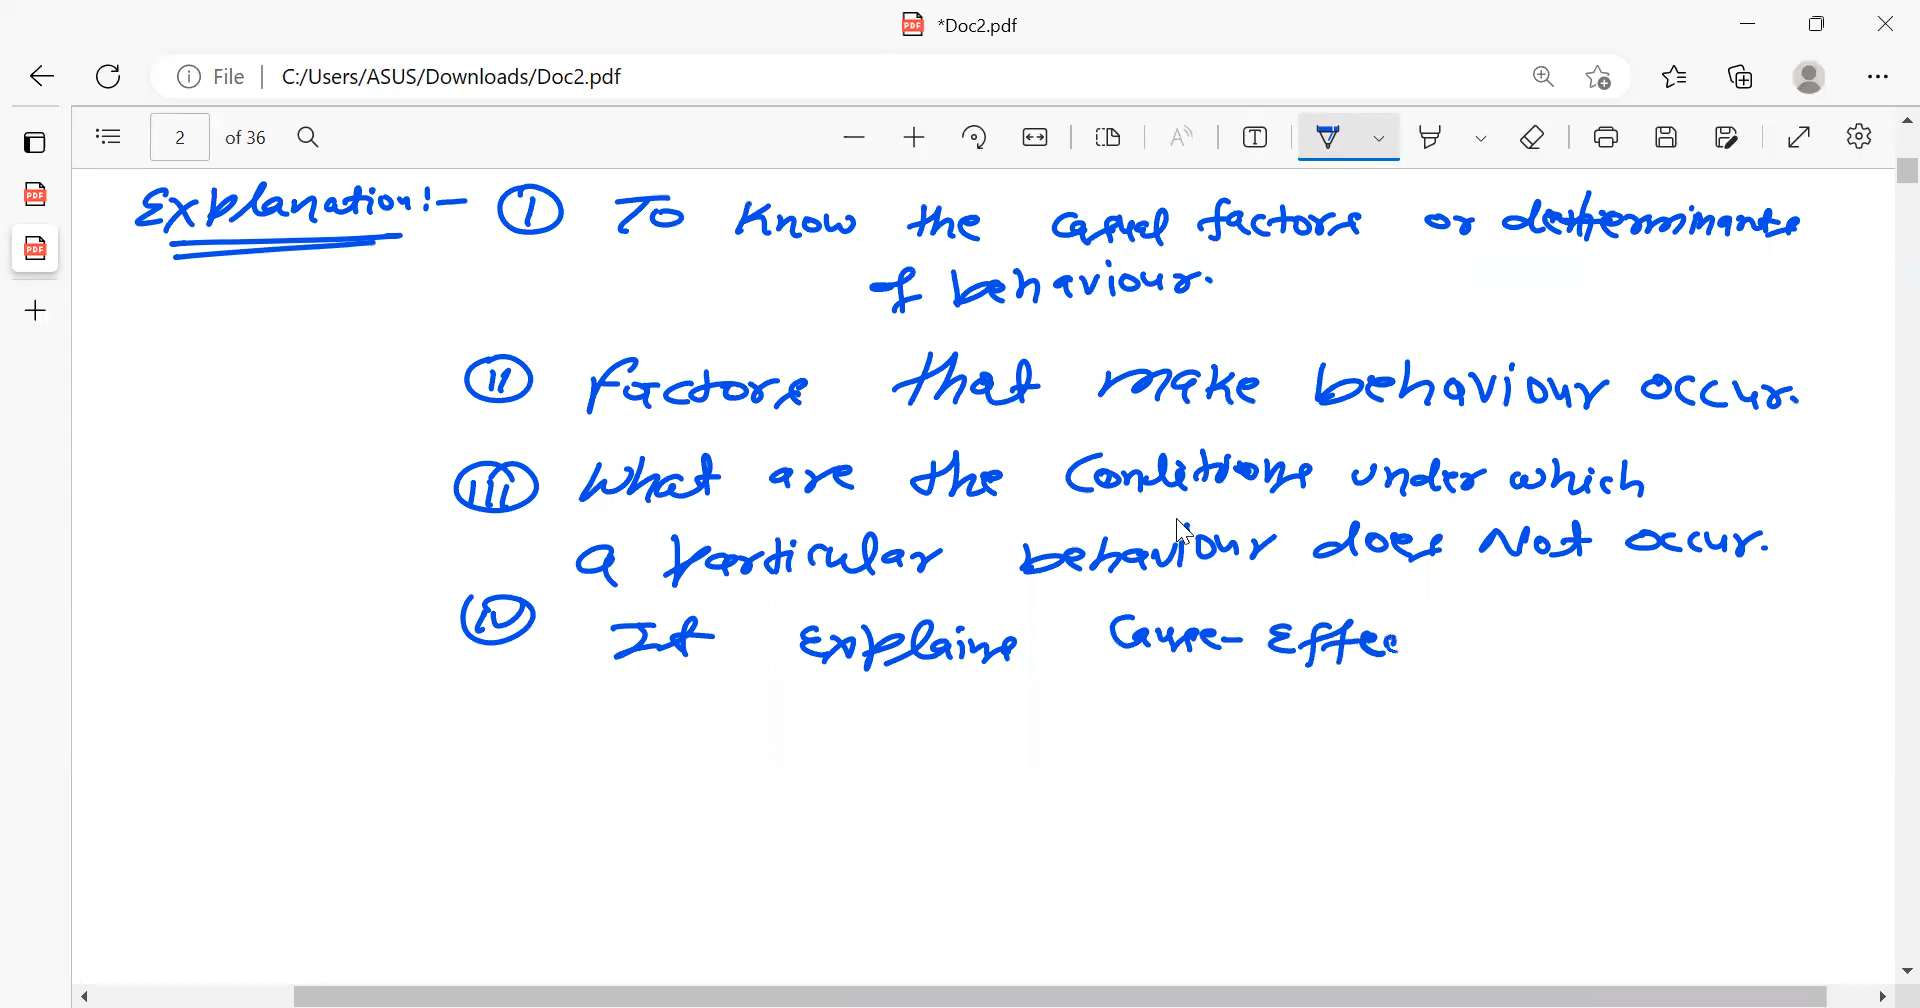 *Doc2.pdf
File | C:/Users/ASUS/Downloads/Doc2.pdf
2 of 36
Explanation:- I To know the casual factors or determinants
of behaviour.
II Factors that make behaviour occur.
III What are the Conditions under which
a particular behaviour does Not occur.
IV It Explains Cause-Effec